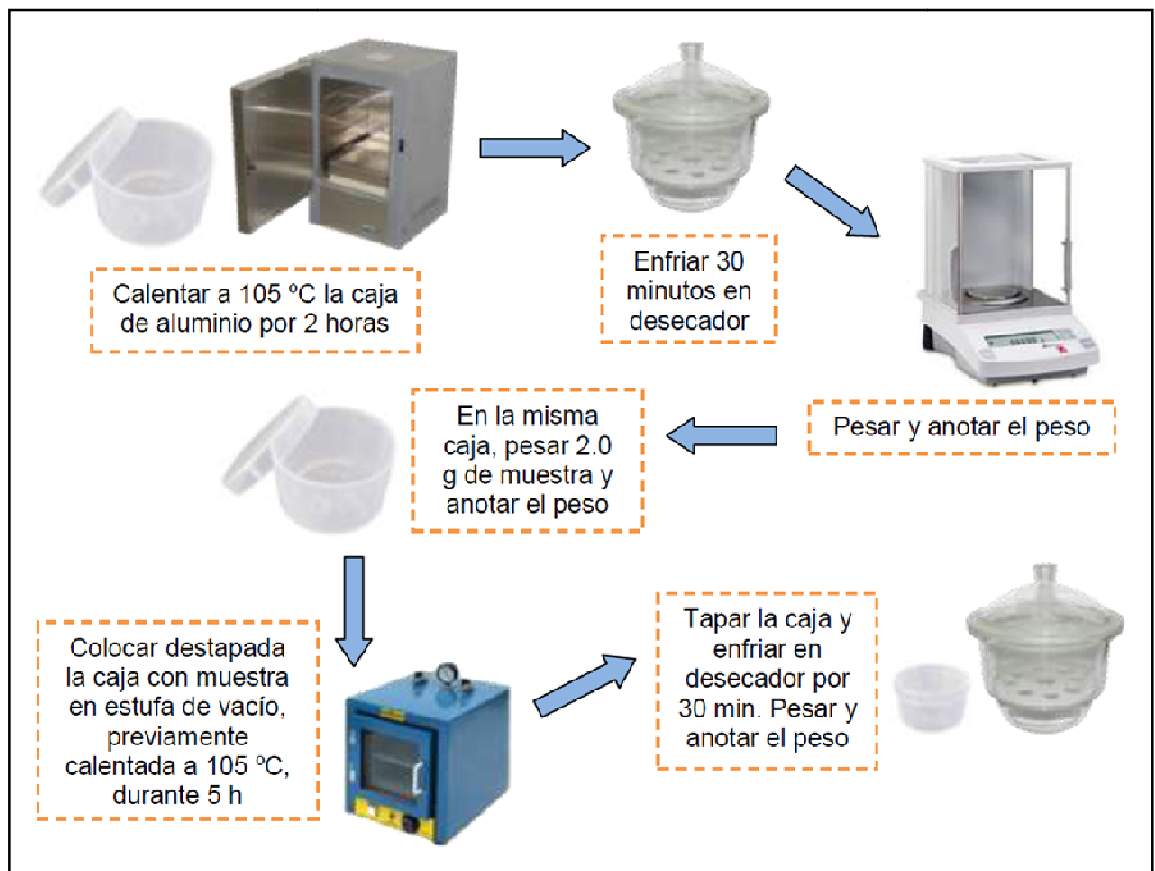 Calentar a 105 ºC la caja
de aluminio por 2 horas
Enfriar 30
minutos en
desecador
Pesar y anotar el peso
En la misma
caja, pesar 2.0
g de muestra y
anotar el peso
Colocar destapada
la caja con muestra
en estufa de vacío,
previamente
calentada a 105 ºC,
durante 5 h
Tapar la caja y
enfriar en
desecador por
30 min. Pesar y
anotar el peso